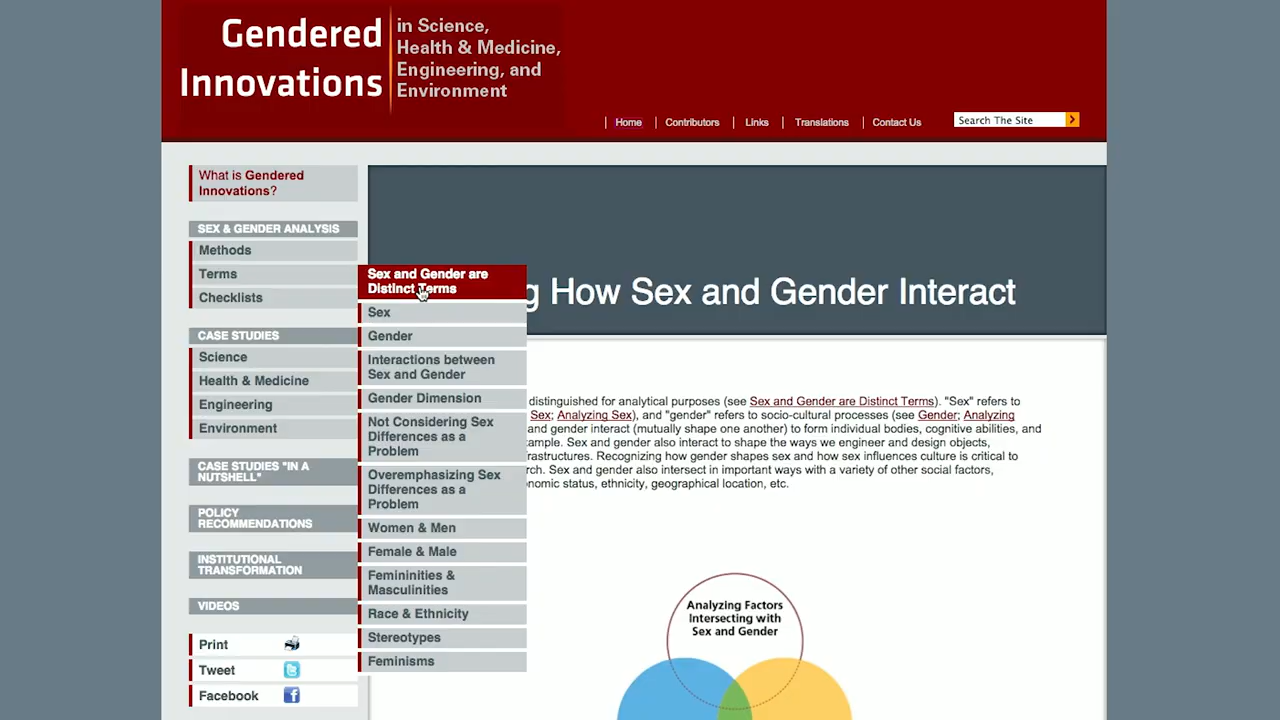 Gendered
Innovations
in Science,
Health & Medicine,
Engineering, and
Environment
Home
Contributors
Links
Translations
Contact Us
Search The Site
What is Gendered
Innovations?
SEX & GENDER ANALYSIS
Methods
Terms
Checklists
CASE STUDIES
Science
Health & Medicine
Engineering
Environment
CASE STUDIES "IN A
NUTSHELL"
POLICY
RECOMMENDATIONS
INSTITUTIONAL
TRANSFORMATION
VIDEOS
Print
Tweet
Facebook
Sex and Gender are
Distinct Terms
Sex
Gender
Interactions between
Sex and Gender
Gender Dimension
Not Considering Sex
Differences as a
Problem
Overemphasizing Sex
Differences as a
Problem
Women & Men
Female & Male
Femininities &
Masculinities
Race & Ethnicity
Stereotypes
Feminisms
g How Sex and Gender Interact
distinguished for analytical purposes (see Sex and Gender are Distinct Terms). "Sex" refers to
Sex; Analyzing Sex), and "gender" refers to socio-cultural processes (see Gender; Analyzing
and gender interact (mutually shape one another) to form individual bodies, cognitive abilities, and
ample. Sex and gender also interact to shape the ways we engineer and design objects,
frastructures. Recognizing how gender shapes sex and how sex influences culture is critical to
rch. Sex and gender also intersect in important ways with a variety of other social factors,
nomic status, ethnicity, geographical location, etc.
Analyzing Factors
Intersecting with
Sex and Gender